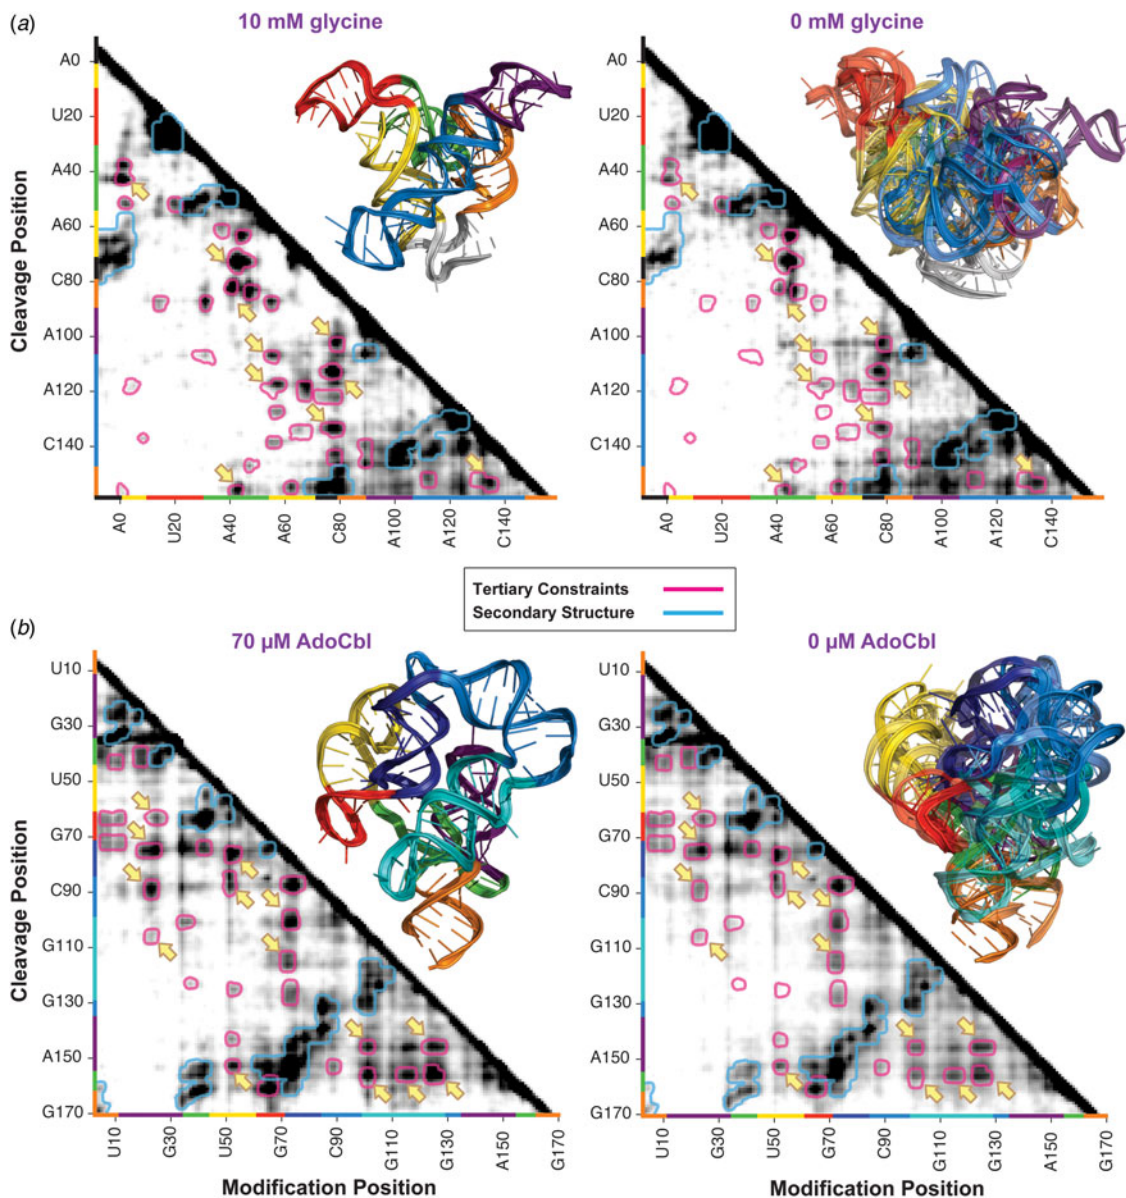 (a)
10 mM glycine
0 mM glycine
A0
U20
A40
A60
C80
A100
A120
C140
Cleavage Position
A0
U20
A40
A60
C80
A100
A120
C140
A0
U20
A40
A60
C80
A100
A120
C140
A0
U20
A40
A60
C80
A100
A120
C140
Tertiary Constraints
Secondary Structure
(b)
70 µM AdoCbl
0 µM AdoCbl
U10
G30
U50
G70
C90
G110
G130
A150
G170
Cleavage Position
U10
G30
U50
G70
C90
G110
G130
A150
G170
U10
G30
U50
G70
C90
G110
G130
A150
G170
U10
G30
U50
G70
C90
G110
G130
A150
G170
Modification Position
Modification Position